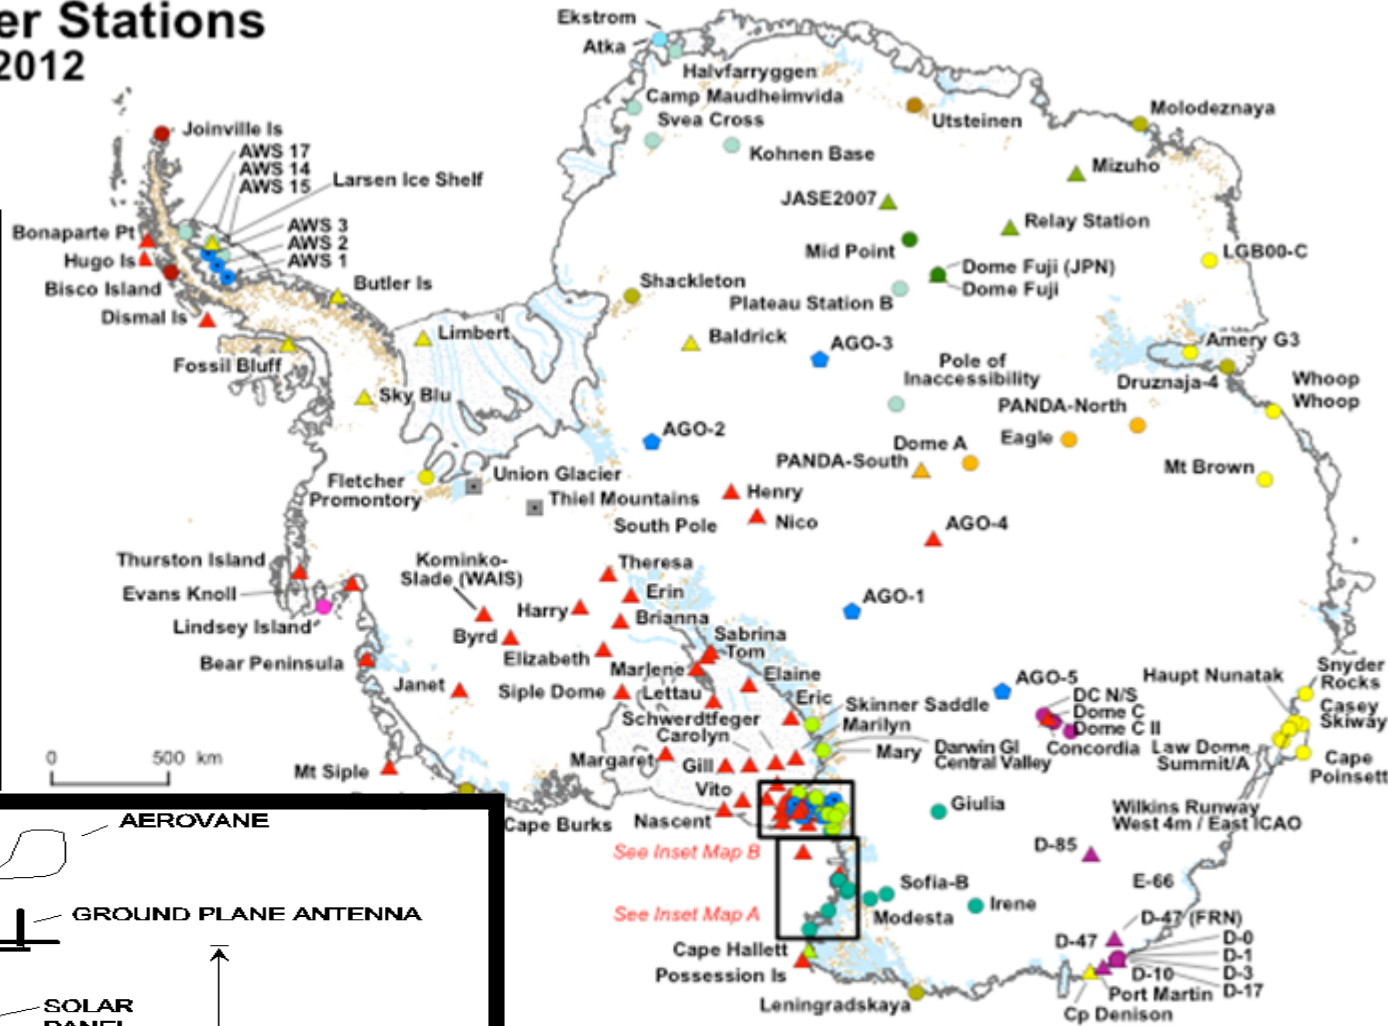 er Stations
2012
Ekstrom
Atka
Halvfarryggen
Camp Maudheimvida
Svea Cross
Kohnen Base
Utsteinen
Molodeznaya
Mizuho
JASE2007
Relay Station
Mid Point
LGB00-C
Dome Fuji (JPN)
Dome Fuji
Plateau Station B
Joinville Is
AWS 17
AWS 14
AWS 15
Larsen Ice Shelf
Bonaparte Pt
AWS 3
AWS 2
AWS 1
Hugo Is
Bisco Island
Butler Is
Dismal Is
Shackleton
Limbert
Baldrick
AGO-3
Amery G3
Fossil Bluff
Pole of
Inaccessibility
Druznaja-4
Whoop
Whoop
Sky Blu
PANDA-North
AGO-2
Dome A
Eagle
PANDA-South
Mt Brown
Fletcher
Promontory
Union Glacier
Thiel Mountains
Henry
South Pole
Nico
AGO-4
Thurston Island
Kominko-
Slade (WAIS)
Theresa
Evans Knoll
Harry
Erin
AGO-1
Lindsey Island
Byrd
Brianna
Sabrina
Tom
Bear Peninsula
Elizabeth
Marlene
Elaine
Haupt Nunatak
Snyder
Rocks
Janet
Siple Dome
Lettau
Eric
AGO-5
DC N/S
Dome C
Dome C II
Concordia
Casey
Skiway
Skinner Saddle
Schwerdtfeger
Carolyn
Marilyn
Mary
Darwin Gl
Central Valley
Law Dome
Summit/A
Cape
Poinsett
0 500 km
Mt Siple
Margaret
Gill
Vito
Giulia
Wilkins Runway
West 4m / East ICAO
Cape Burks
Nascent
D-85
See Inset Map B
E-66
Sofia-B
Modesta
Irene
See Inset Map A
D-47 (FRN)
D-47
D-0
D-1
D-3
D-10
D-17
Cape Hallett
Possession Is
Port Martin
Leningradskaya
Cp Denison
AEROVANE
GROUND PLANE ANTENNA
SOLAR
PANEL